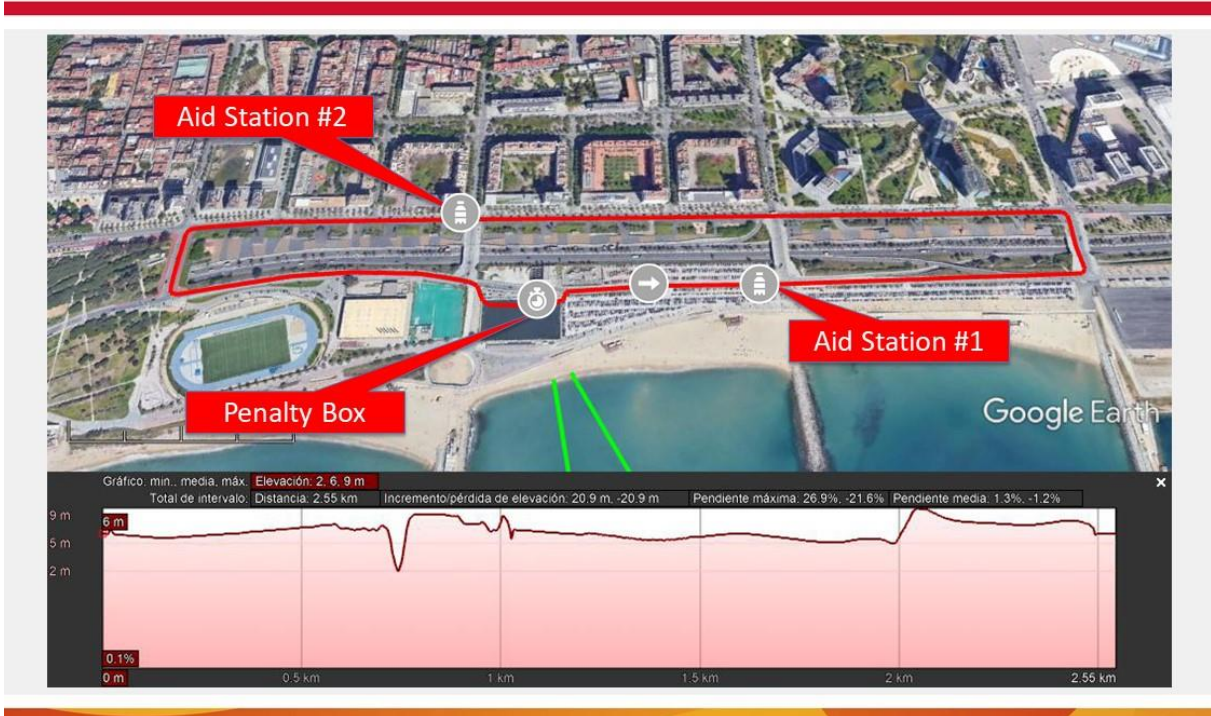 Aid Station #2
Aid Station #1
Penalty Box
Google Earth
Gráfico: min., media, máx. Elevación: 2, 6, 9 m
Total de intervalo: Distancia: 2.55 km Incremento/pérdida de elevación: 20.9 m, -20.9 m Pendiente máxima: 26.9%, -21.6% Pendiente media: 1.3%, -1.2%
9 m
6 m
5 m
2 m
0.1%
0 m 0.5 km 1 km 1.5 km 2 km 2.55 km